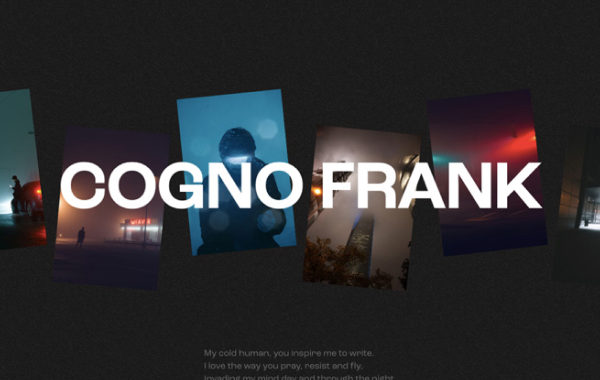 COGNO FRANK
My cold human, you inspire me to write.
I love the way you pray, resist and fly.
Invading my mind day and through the night